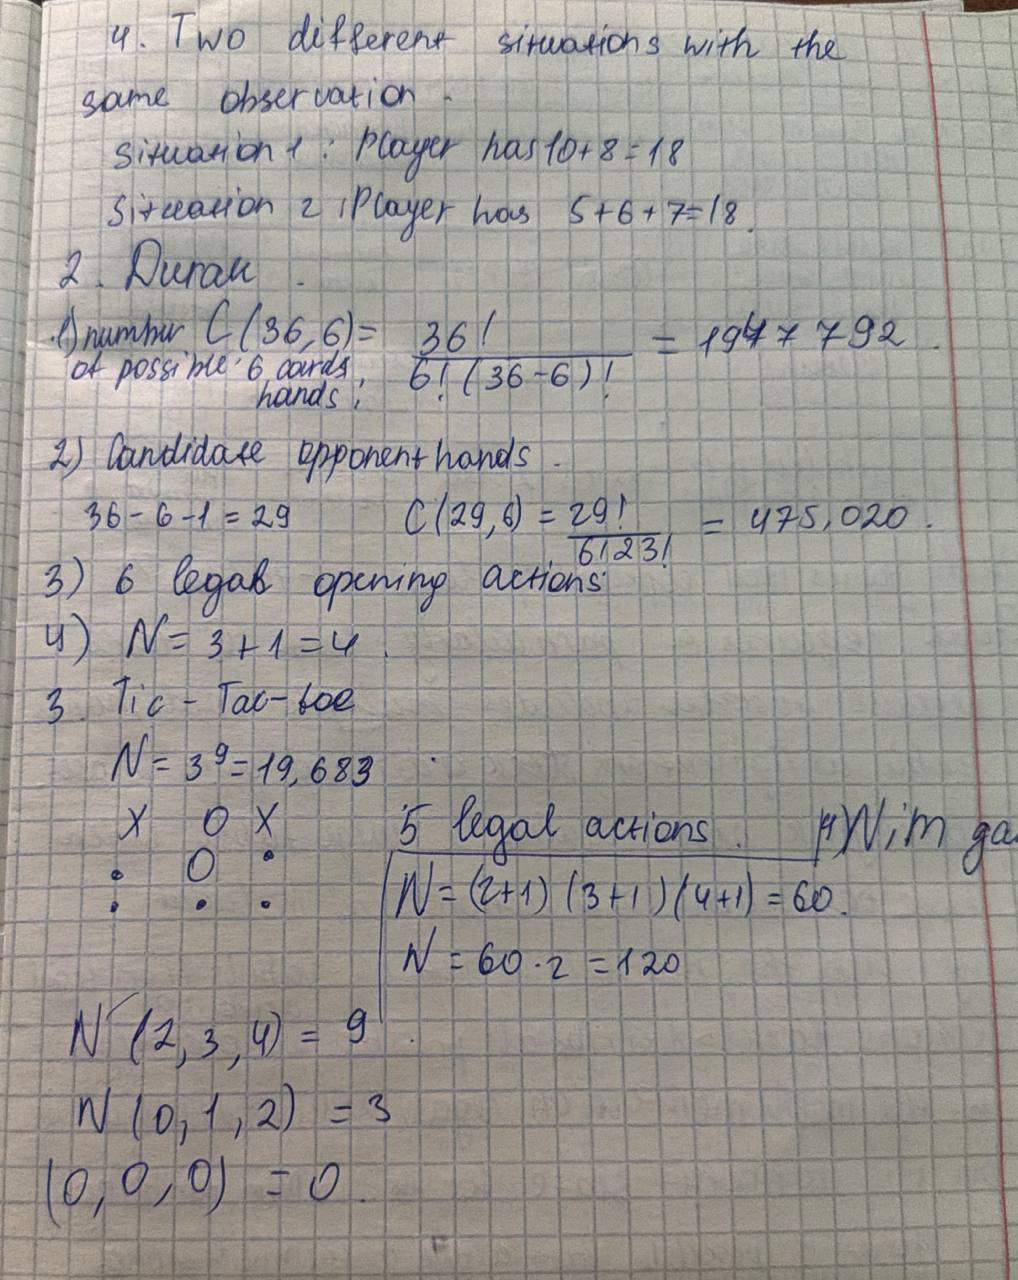 4. Two different situations with the
same observation.
Situation 1 : Player has 10+8=18
Situation 2 : Player has 5+6+7=18.
2. Durak.
1) number C(36,6)= 36! / 6!(36-6)! = 1947792.
of possible 6 cards
hands;
2) Candidate opponent hands.
36-6-1=29 C(29,6) = 29! / 6!23! = 475,020.
3) 6 legal opening actions
4) N= 3+1=4.
3. Tic-Tac-toe
N= 3⁹=19,683
X O X 5 legal actions. 4) Nim ga
. O .
. . . N=(2+1)(3+1)(4+1)=60.
N=60·2=120
N (2,3,4) = 9.
N (0,1,2) = 3
(0,0,0) = 0.